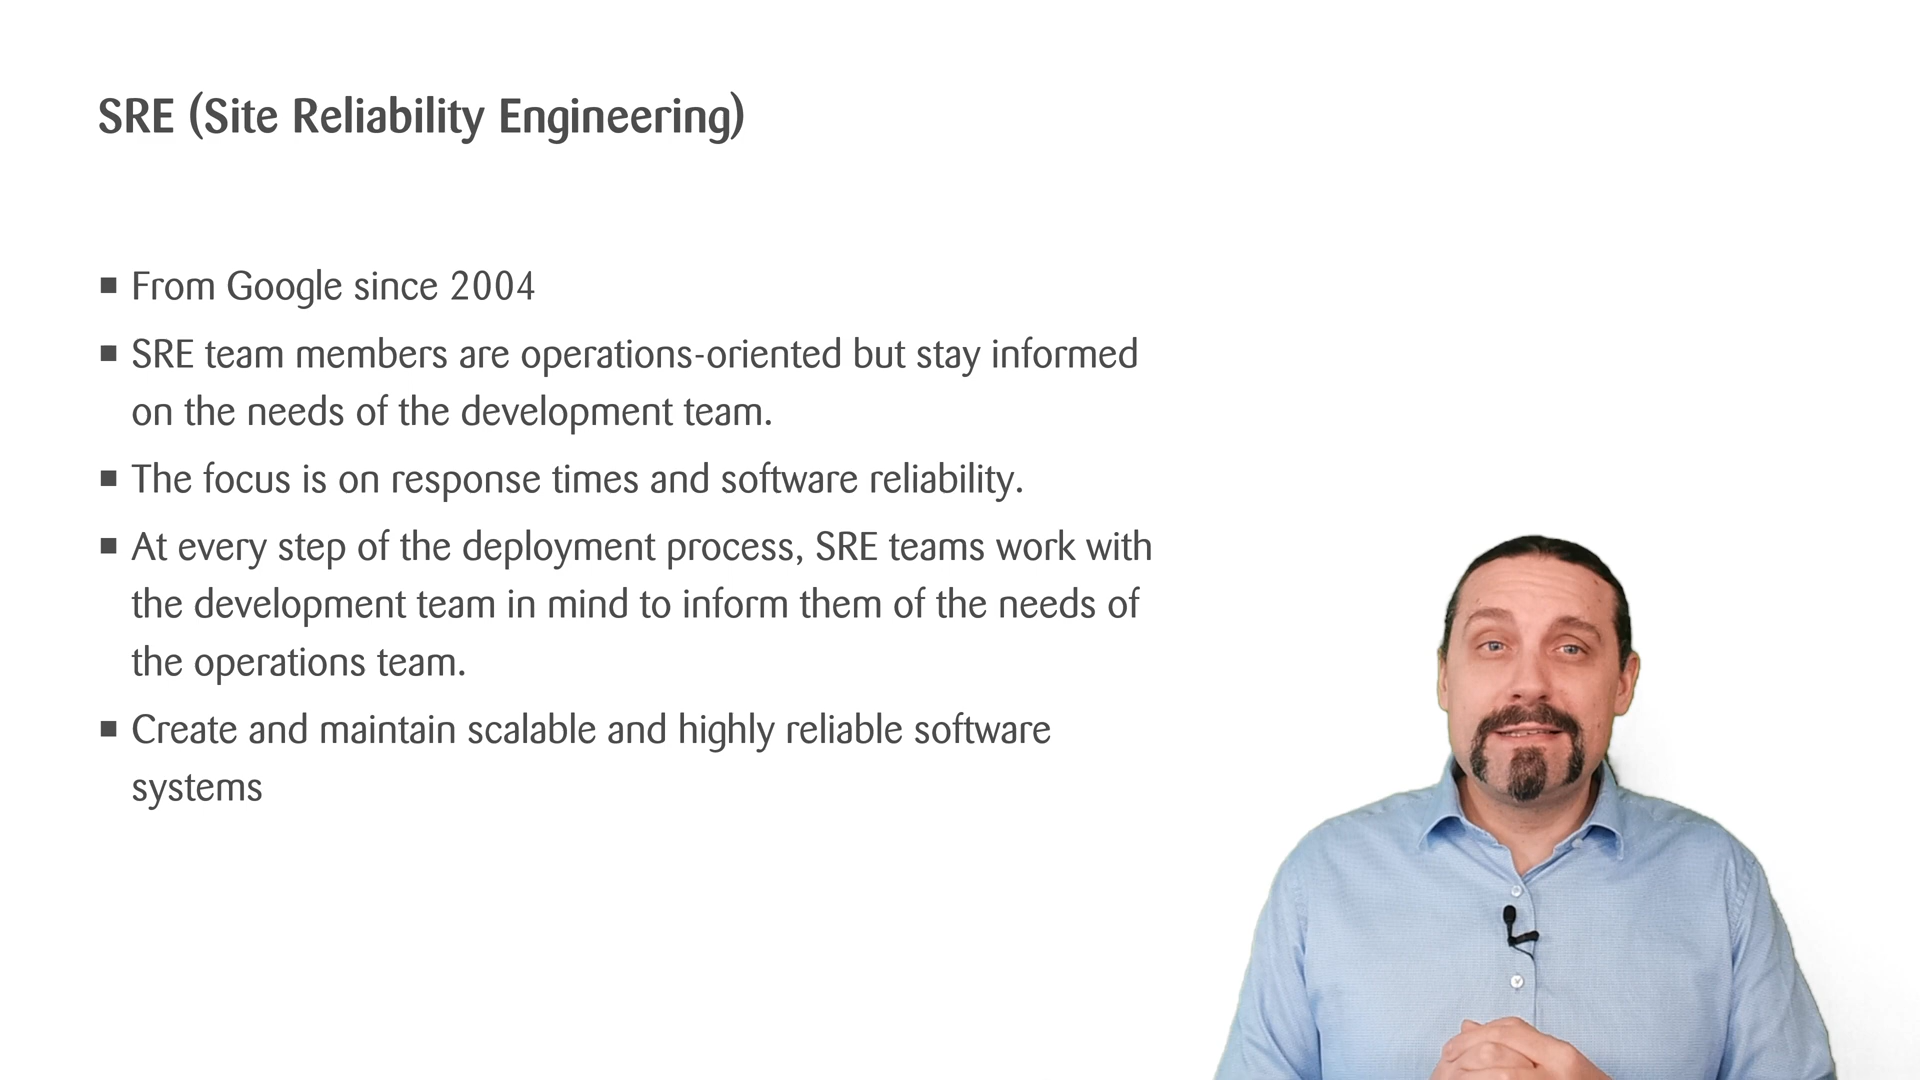 SRE (Site Reliability Engineering)
▪ From Google since 2004
▪ SRE team members are operations-oriented but stay informed
on the needs of the development team.
▪ The focus is on response times and software reliability.
▪ At every step of the deployment process, SRE teams work with
the development team in mind to inform them of the needs of
the operations team.
▪ Create and maintain scalable and highly reliable software
systems